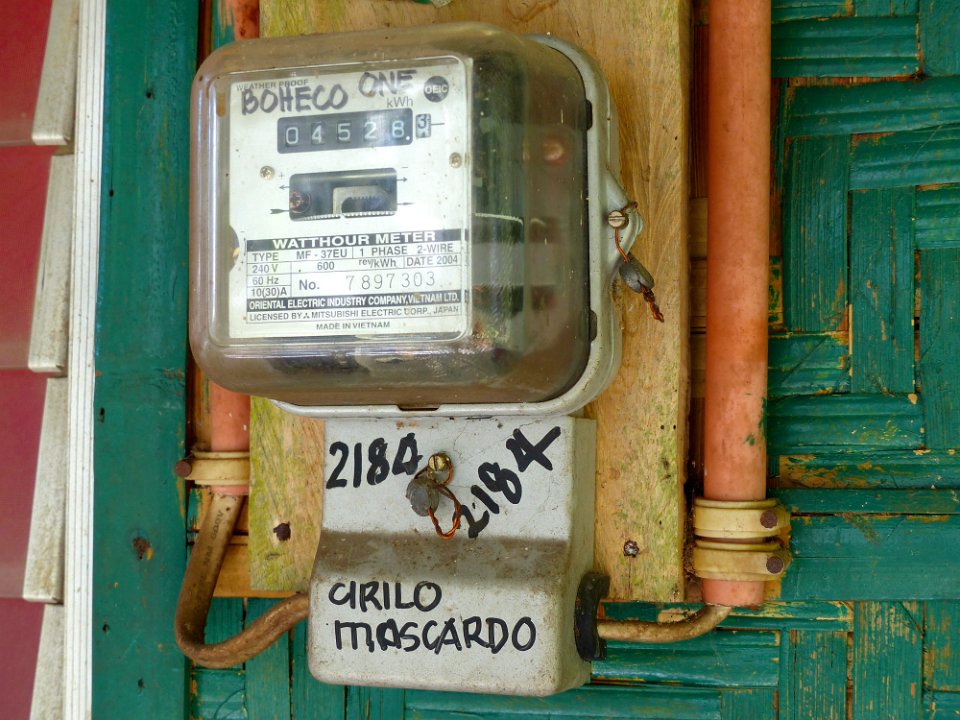 WEATHER PROOF
BOHECO ONE
OEIC
kWh
04528
WATTHOUR METER
TYPE MF-37EU 1 PHASE 2-WIRE
240 V 600 rev/kWh DATE 2004
60 Hz
10(30)A No. 7897303
ORIENTAL ELECTRIC INDUSTRY COMPANY, VIETNAM LTD.
LICENSED BY MITSUBISHI ELECTRIC CORP., JAPAN
MADE IN VIETNAM
2184
2184
CIRILO
MASCARDO